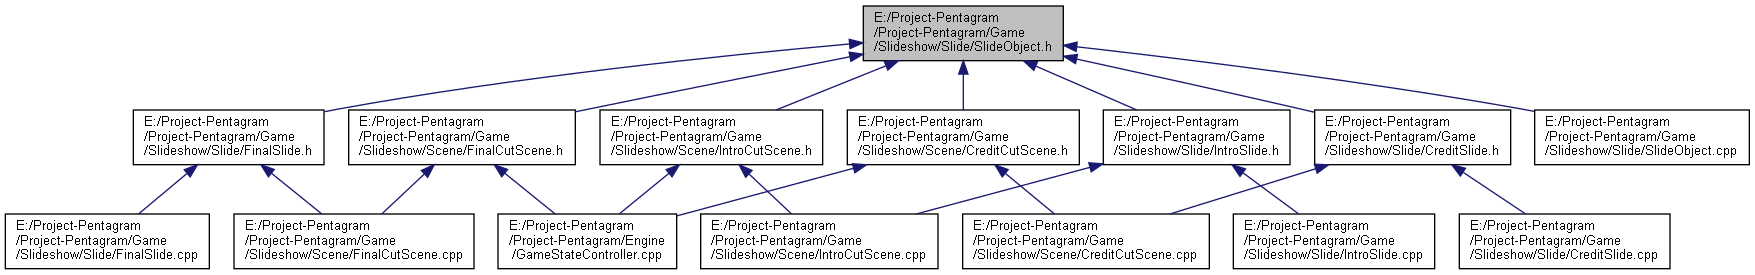 E:/Project-Pentagram
/Project-Pentagram/Game
/Slideshow/Slide/SlideObject.h
E:/Project-Pentagram
/Project-Pentagram/Game
/Slideshow/Slide/FinalSlide.h
E:/Project-Pentagram
/Project-Pentagram/Game
/Slideshow/Scene/FinalCutScene.h
E:/Project-Pentagram
/Project-Pentagram/Game
/Slideshow/Scene/IntroCutScene.h
E:/Project-Pentagram
/Project-Pentagram/Game
/Slideshow/Scene/CreditCutScene.h
E:/Project-Pentagram
/Project-Pentagram/Game
/Slideshow/Slide/IntroSlide.h
E:/Project-Pentagram
/Project-Pentagram/Game
/Slideshow/Slide/CreditSlide.h
E:/Project-Pentagram
/Project-Pentagram/Game
/Slideshow/Slide/SlideObject.cpp
E:/Project-Pentagram
/Project-Pentagram/Game
/Slideshow/Slide/FinalSlide.cpp
E:/Project-Pentagram
/Project-Pentagram/Game
/Slideshow/Scene/FinalCutScene.cpp
E:/Project-Pentagram
/Project-Pentagram/Engine
/GameStateController.cpp
E:/Project-Pentagram
/Project-Pentagram/Game
/Slideshow/Scene/IntroCutScene.cpp
E:/Project-Pentagram
/Project-Pentagram/Game
/Slideshow/Scene/CreditCutScene.cpp
E:/Project-Pentagram
/Project-Pentagram/Game
/Slideshow/Slide/IntroSlide.cpp
E:/Project-Pentagram
/Project-Pentagram/Game
/Slideshow/Slide/CreditSlide.cpp